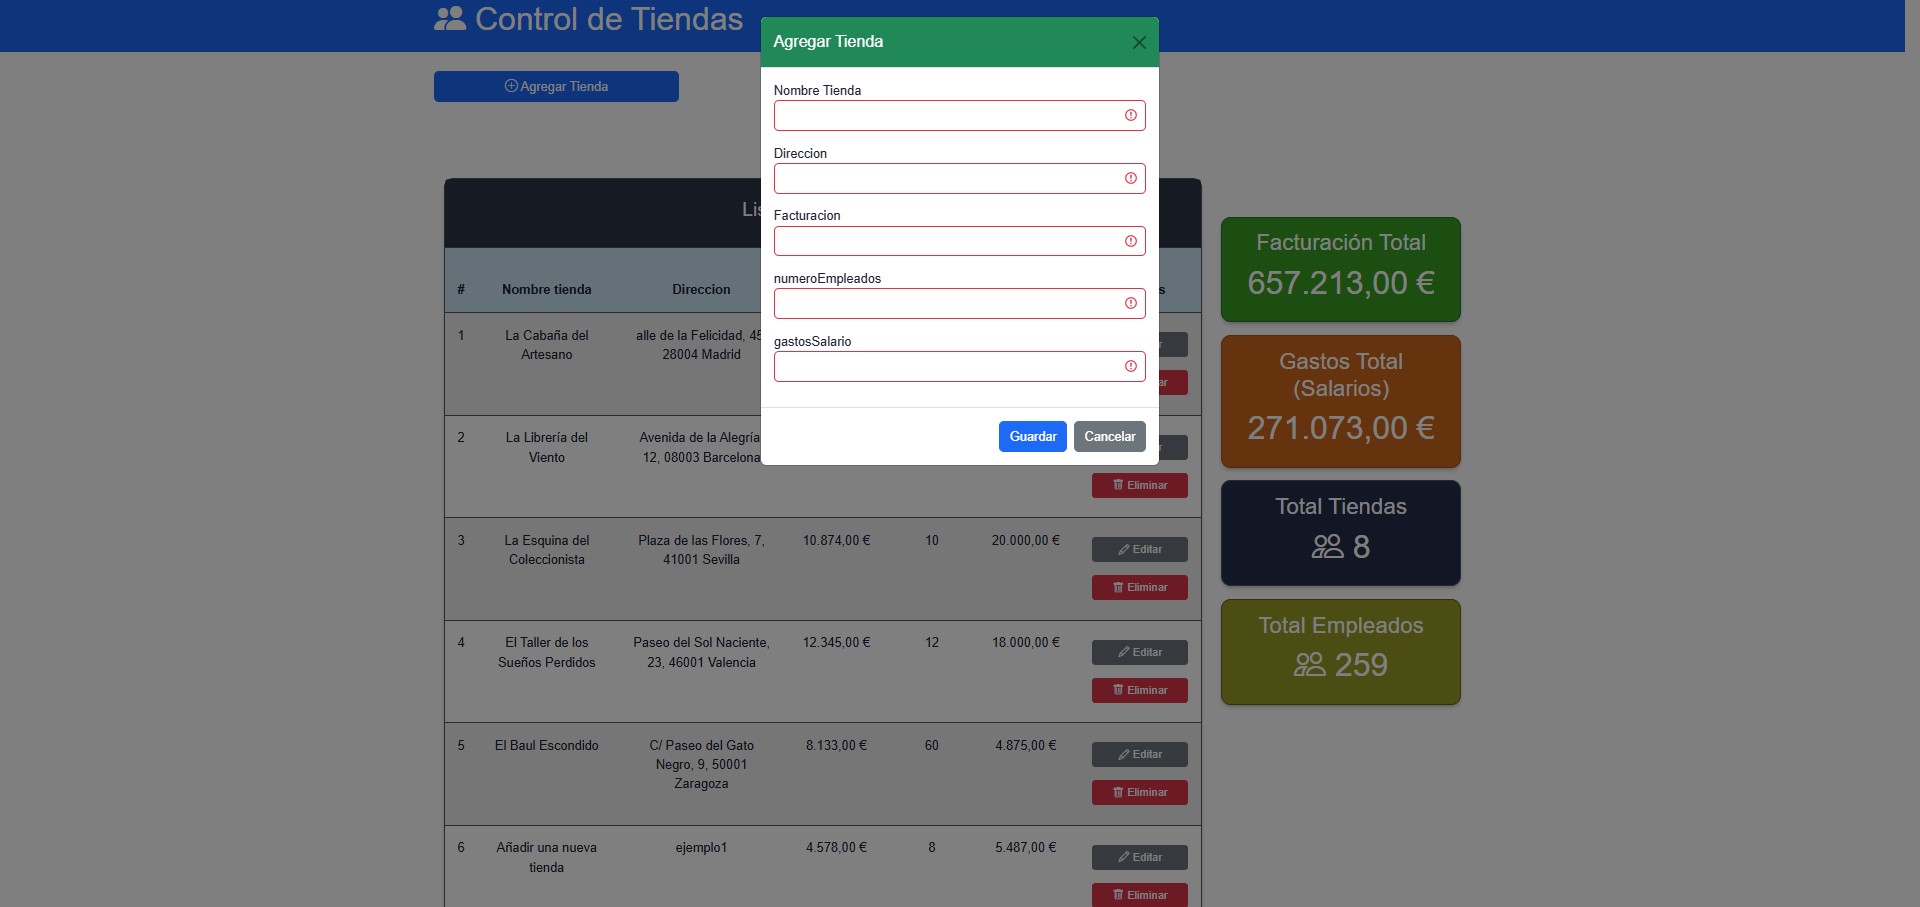 Control de Tiendas
Agregar Tienda
Agregar Tienda
Nombre Tienda
Direccion
Facturacion
numeroEmpleados
gastosSalario
Guardar
Cancelar
# Nombre tienda Direccion
1 La Cabaña del
Artesano
alle de la Felicidad, 45
28004 Madrid
2 La Librería del
Viento
Avenida de la Alegría
12, 08003 Barcelona
Eliminar
3 La Esquina del
Coleccionista
Plaza de las Flores, 7,
41001 Sevilla
10.874,00 € 10 20.000,00 €
Editar
Eliminar
4 El Taller de los
Sueños Perdidos
Paseo del Sol Naciente,
23, 46001 Valencia
12.345,00 € 12 18.000,00 €
Editar
Eliminar
5 El Baul Escondido
C/ Paseo del Gato
Negro, 9, 50001
Zaragoza
8.133,00 € 60 4.875,00 €
Editar
Eliminar
6 Añadir una nueva
tienda
ejemplo1
4.578,00 € 8 5.487,00 €
Editar
Eliminar
Facturación Total
657.213,00 €
Gastos Total
(Salarios)
271.073,00 €
Total Tiendas
8
Total Empleados
259